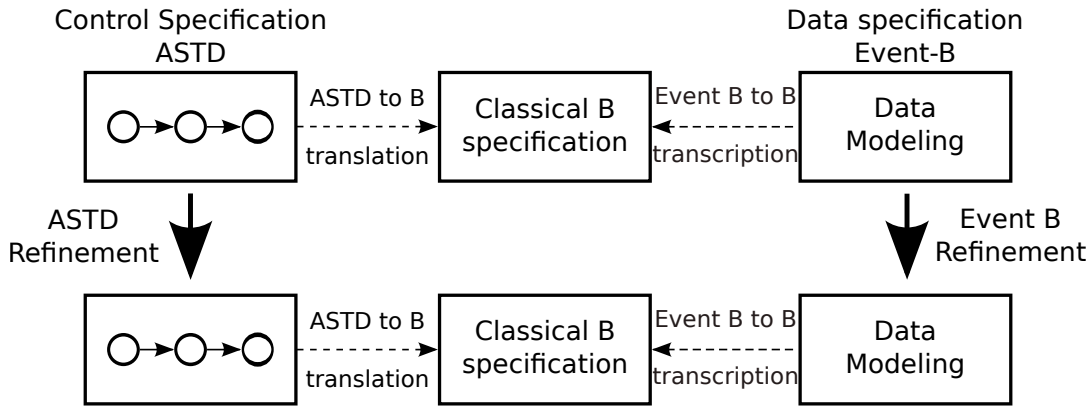 Control Specification
ASTD
Data specification
Event-B
ASTD to B
translation
Classical B
specification
Event B to B
transcription
Data
Modeling
ASTD
Refinement
Event B
Refinement
ASTD to B
translation
Classical B
specification
Event B to B
transcription
Data
Modeling